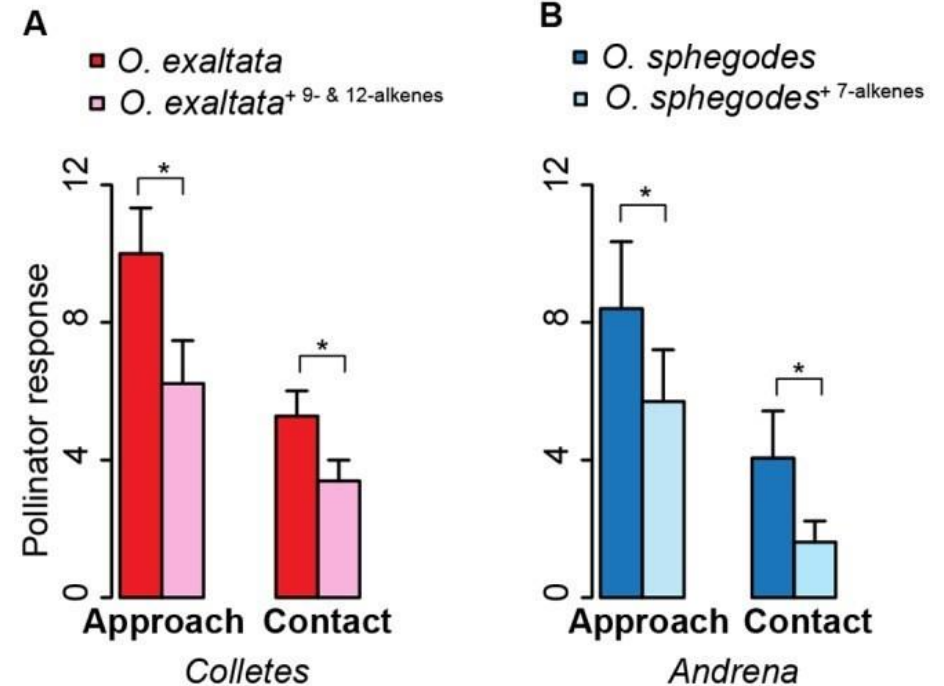 A
O. exaltata
O. exaltata+ 9- & 12-alkenes
Pollinator response
12
8
4
0
*
*
Approach Contact
Colletes
B
O. sphegodes
O. sphegodes+ 7-alkenes
12
8
4
0
*
*
Approach Contact
Andrena